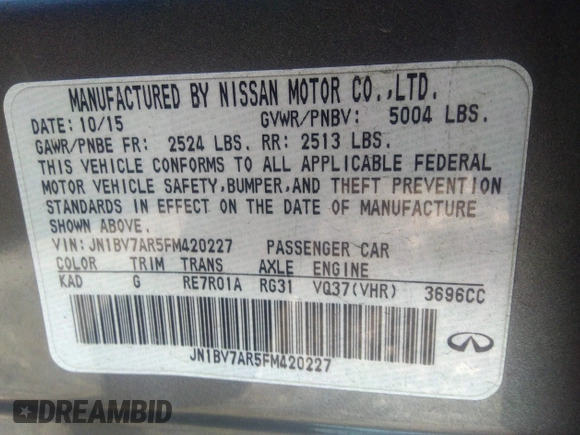 MANUFACTURED BY NISSAN MOTOR CO.,LTD.
DATE: 10/15 GVWR/PNBV: 5004 LBS.
GAWR/PNBE FR: 2524 LBS. RR: 2513 LBS.
THIS VEHICLE CONFORMS TO ALL APPLICABLE FEDERAL
MOTOR VEHICLE SAFETY,BUMPER,AND THEFT PREVENTION
STANDARDS IN EFFECT ON THE DATE OF MANUFACTURE
SHOWN ABOVE.
VIN:JN1BV7AR5FM420227 PASSENGER CAR
COLOR TRIM TRANS AXLE ENGINE
KAD G RE7R01A RG31 VQ37(VHR) 3696CC
JN1BV7AR5FM420227
DREAMBID